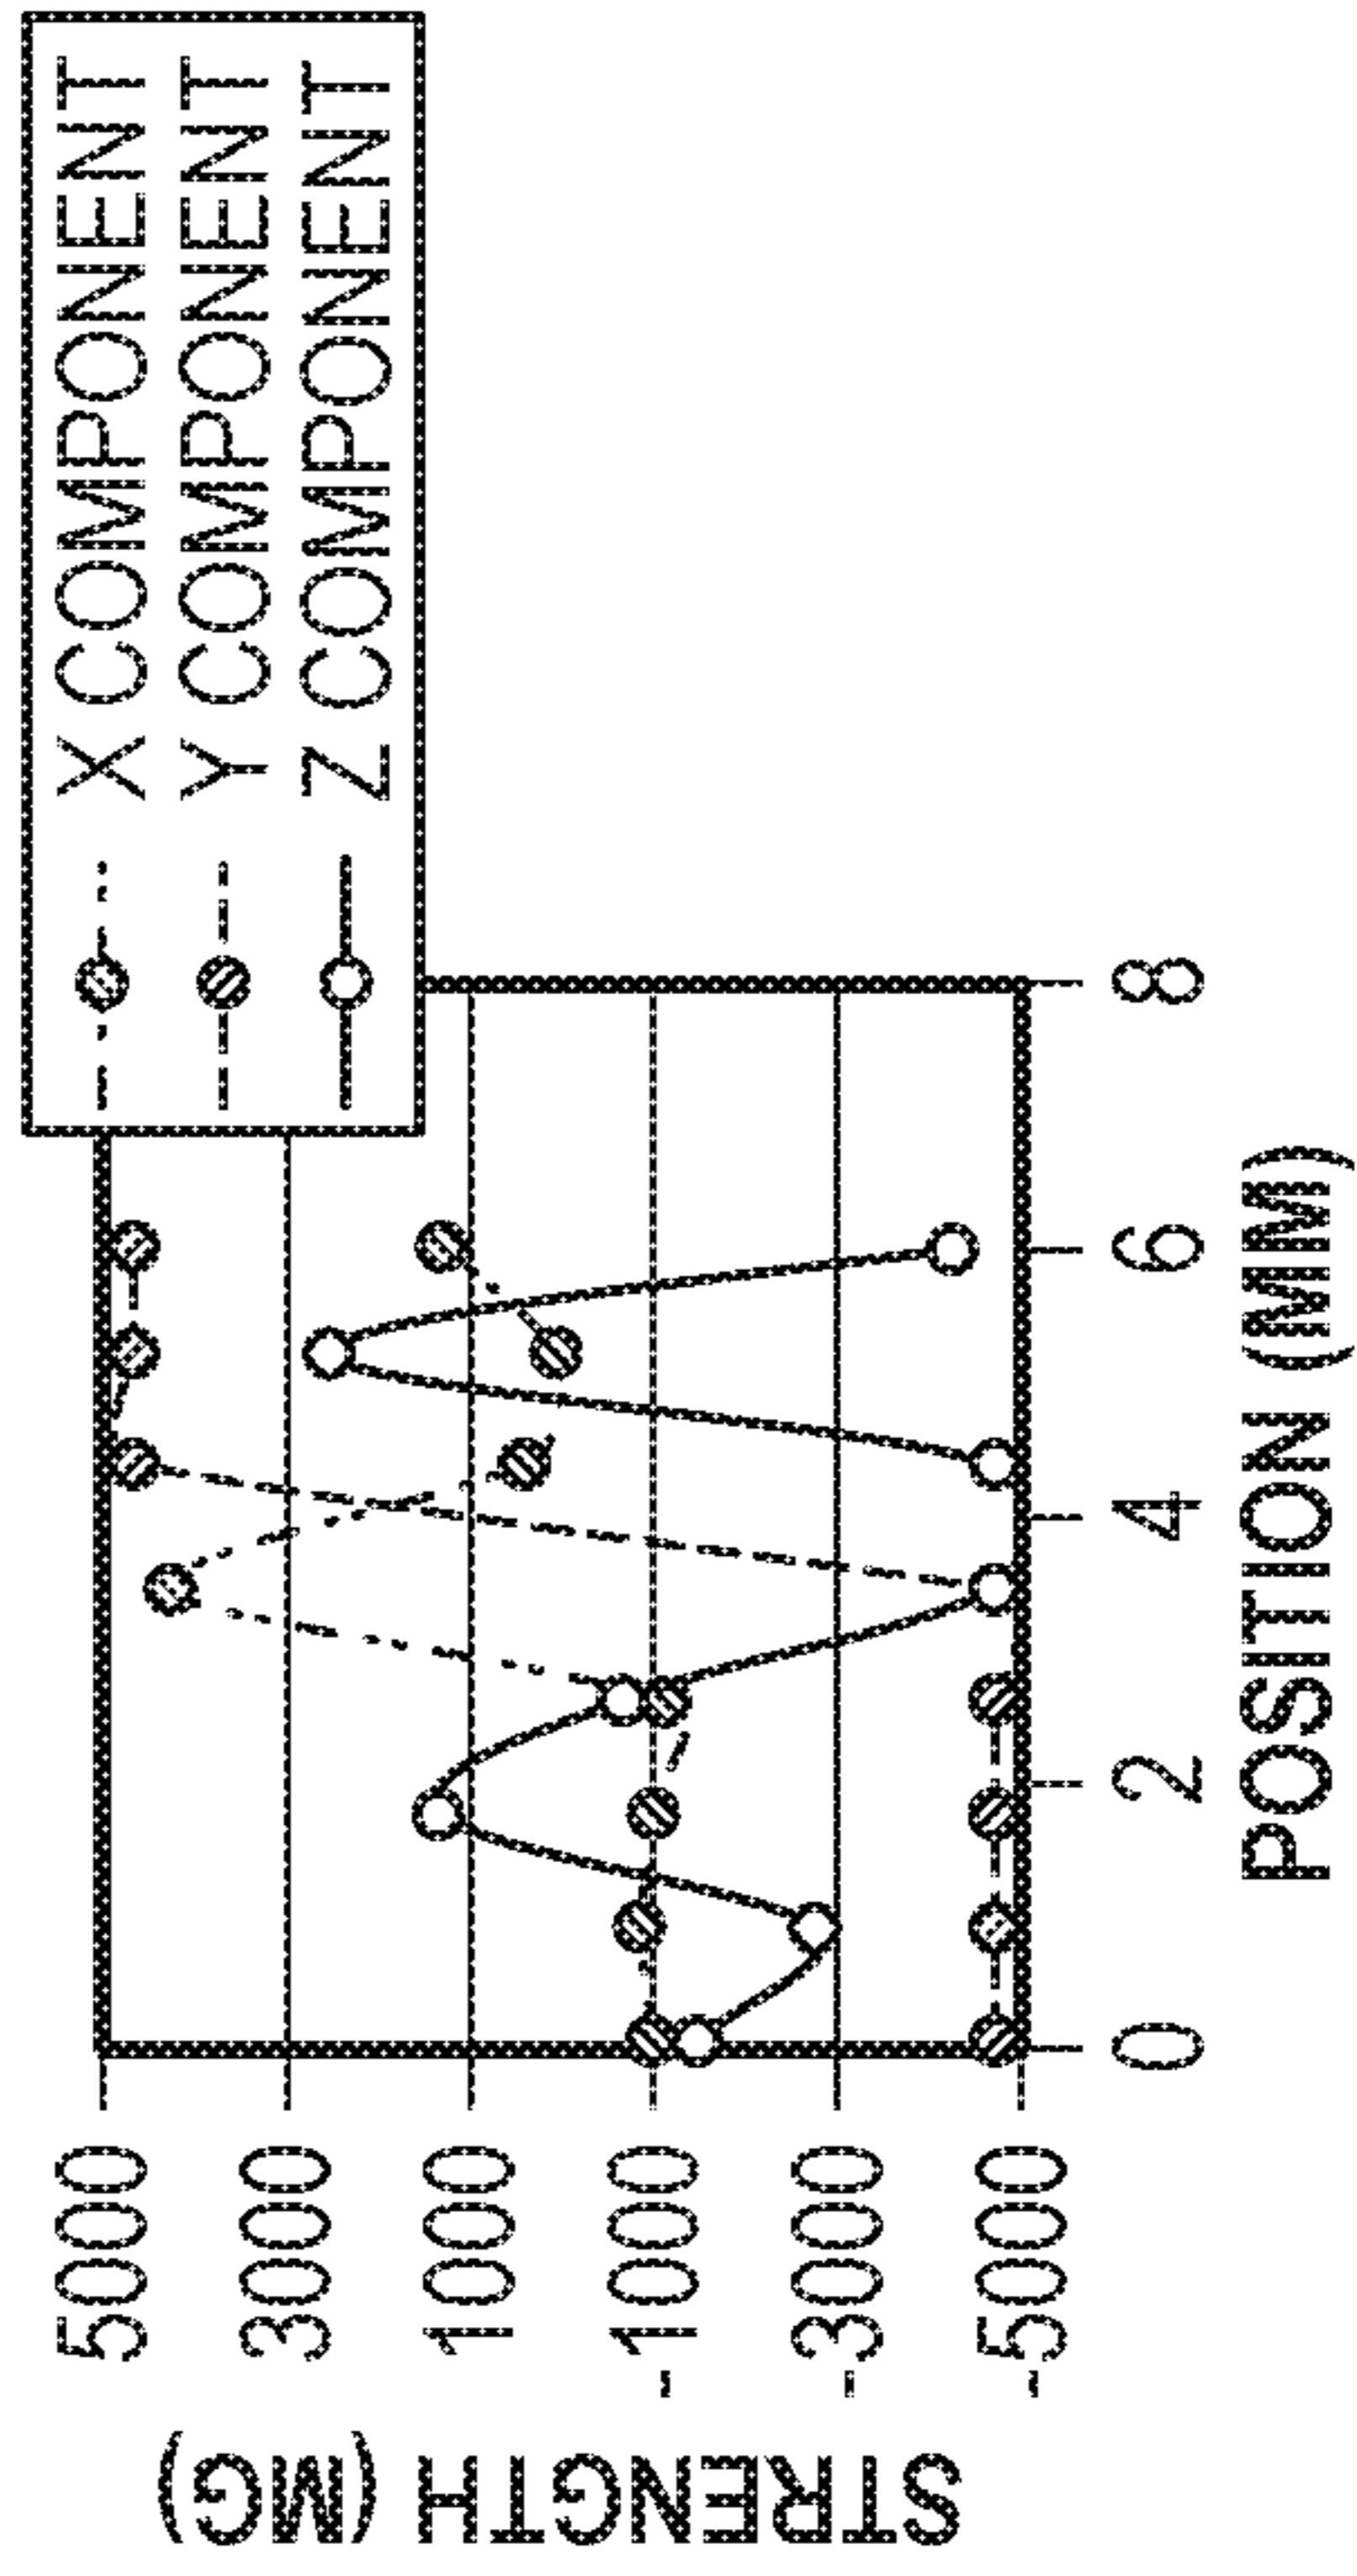 X COMPONENT
Y COMPONENT
Z COMPONENT
STRENGTH (MG)
5000
3000
1000
-1000
-3000
-5000
0 2 4 6 8
POSITION (MM)